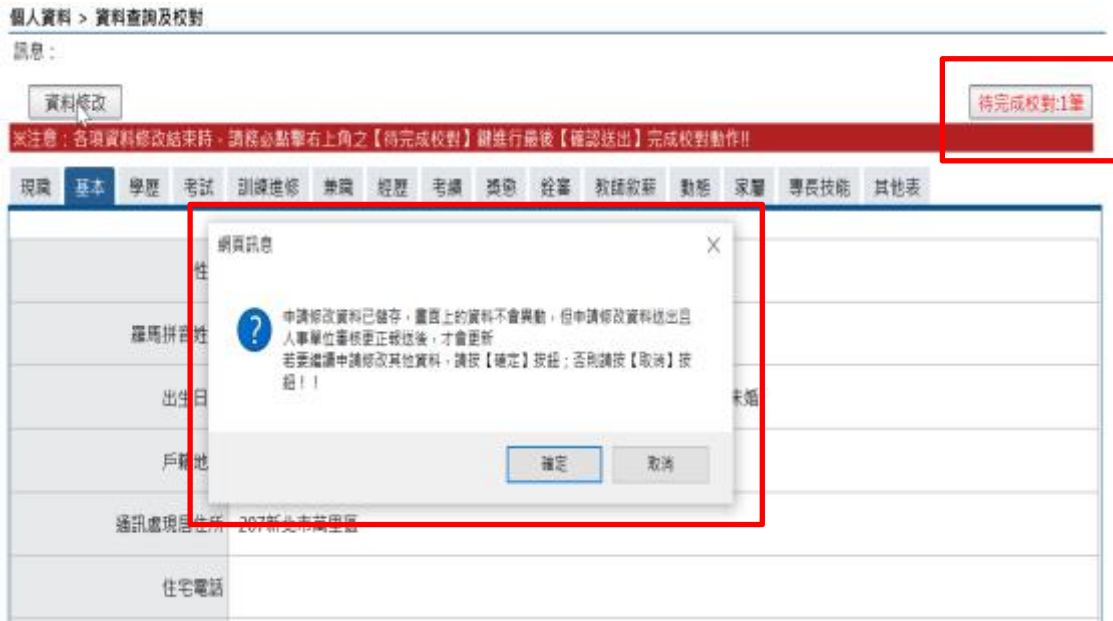 個人資料 > 資料查詢及校對
訊息：
資料修改
待完成校對:1筆
※注意：各項資料修改結束時，請務必點擊右上角之【待完成校對】鍵進行最後【確認送出】完成校對動作!!
現職 基本 學歷 考試 訓練進修 兼職 經歷 考績 獎懲 銓審 教師敘薪 動態 家屬 專長技能 其他表
網頁訊息
性
申請修改資料已儲存，畫面上的資料不會異動，但申請修改資料送出且
人事單位審核更正報送後，才會更新
若要繼續申請修改其他資料，請按【確定】按鈕；否則請按【取消】按
鈕！！
羅馬拼音姓
出生日
未婚
戶籍地
確定 取消
通訊處現居住所 207新北市萬里區
住宅電話